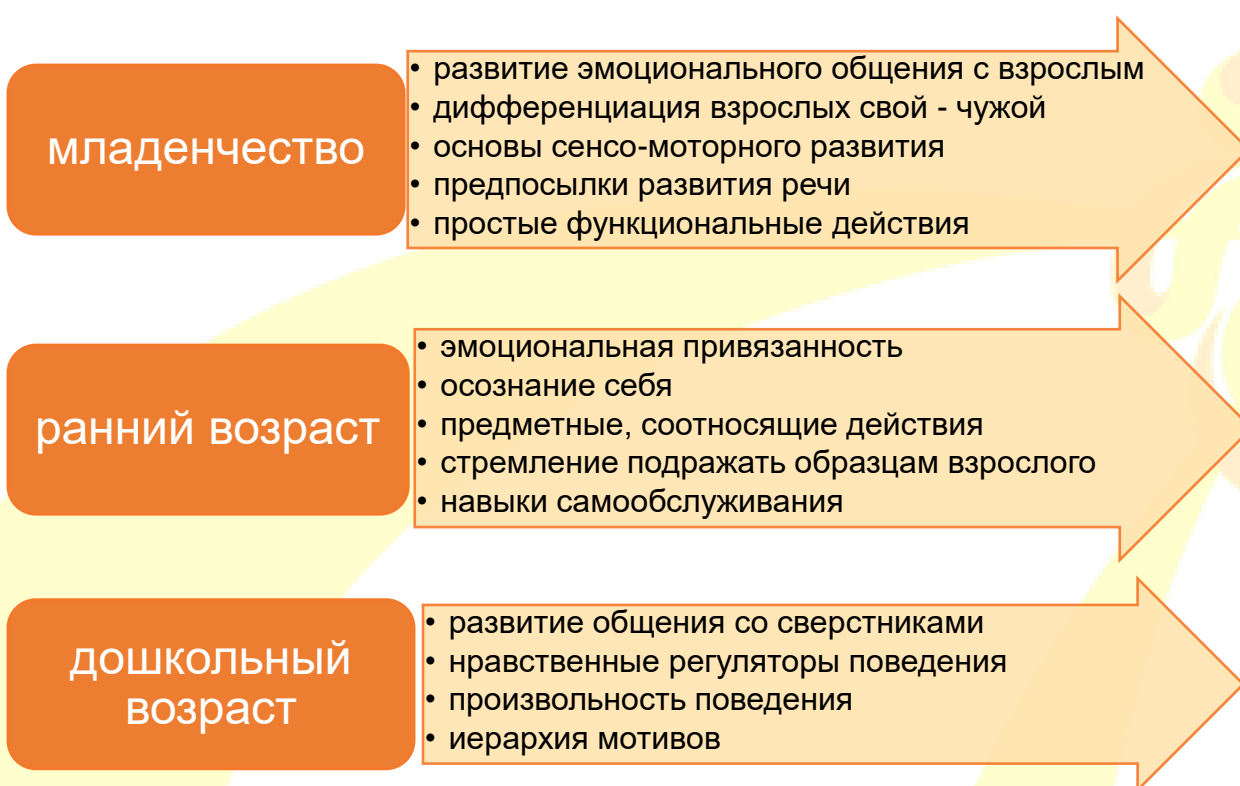 младенчество
• развитие эмоционального общения с взрослым
• дифференциация взрослых свой - чужой
• основы сенсо-моторного развития
• предпосылки развития речи
• простые функциональные действия
ранний возраст
• эмоциональная привязанность
• осознание себя
• предметные, соотносящие действия
• стремление подражать образцам взрослого
• навыки самообслуживания
дошкольный
возраст
• развитие общения со сверстниками
• нравственные регуляторы поведения
• произвольность поведения
• иерархия мотивов